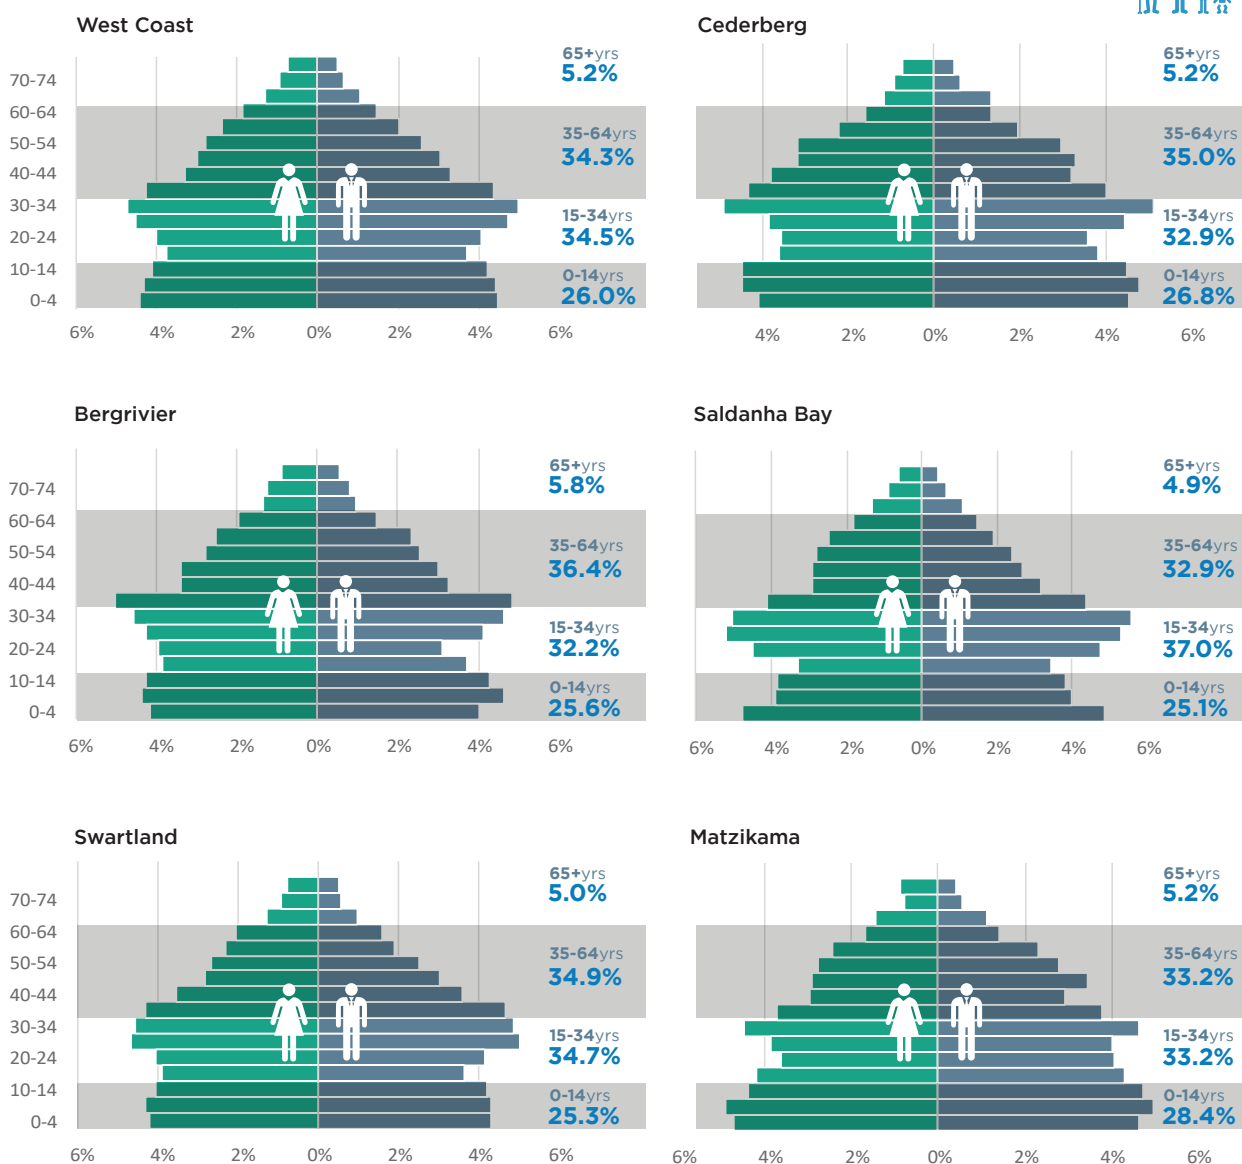 West Coast
65+yrs
5.2%
70-74
60-64
35-64yrs
50-54
34.3%
40-44
30-34
15-34yrs
20-24
34.5%
10-14
0-14yrs
0-4
26.0%
6% 4% 2% 0% 2% 4% 6%
Cederberg
65+yrs
5.2%
35-64yrs
35.0%
15-34yrs
32.9%
0-14yrs
26.8%
4% 2% 0% 2% 4% 6%
Bergrivier
65+yrs
70-74
5.8%
60-64
35-64yrs
50-54
36.4%
40-44
30-34
15-34yrs
20-24
32.2%
10-14
0-14yrs
0-4
25.6%
6% 4% 2% 0% 2% 4% 6%
Saldanha Bay
65+yrs
4.9%
35-64yrs
32.9%
15-34yrs
37.0%
0-14yrs
25.1%
6% 4% 2% 0% 2% 4% 6%
Swartland
65+yrs
5.0%
70-74
60-64
35-64yrs
50-54
34.9%
40-44
30-34
15-34yrs
20-24
34.7%
10-14
0-14yrs
0-4
25.3%
6% 4% 2% 0% 2% 4% 6%
Matzikama
65+yrs
5.2%
35-64yrs
33.2%
15-34yrs
33.2%
0-14yrs
28.4%
6% 4% 2% 0% 2% 4% 6%